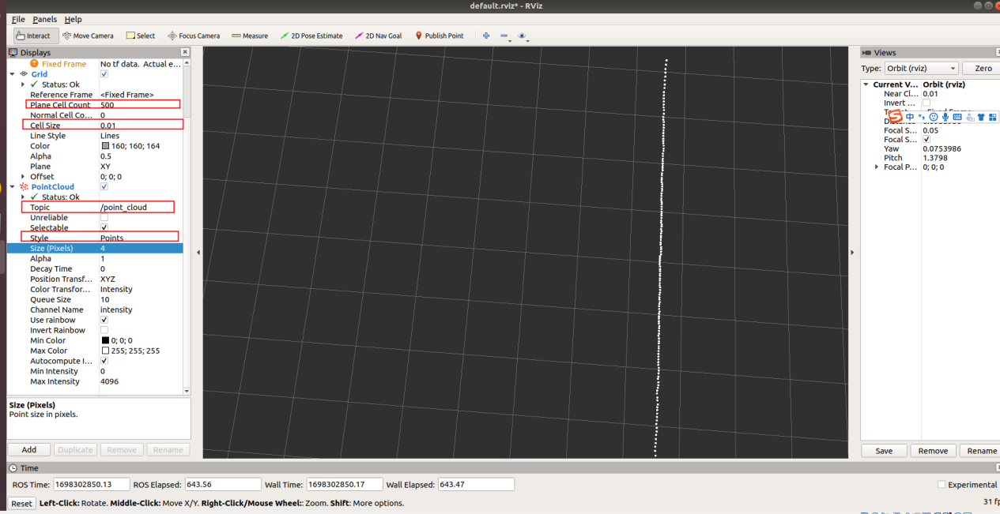 default.rviz* - RViz
File Panels Help
Interact Move Camera Select Focus Camera Measure 2D Pose Estimate 2D Nav Goal Publish Point
Displays
Fixed Frame No tf data. Actual e...
Grid
Status: Ok
Reference Frame <Fixed Frame>
Plane Cell Count 500
Normal Cell Co... 0
Cell Size 0.01
Line Style Lines
Color 160; 160; 164
Alpha 0.5
Plane XY
Offset 0; 0; 0
PointCloud
Status: Ok
Topic /point_cloud
Unreliable
Selectable
Style Points
Size (Pixels) 4
Alpha 1
Decay Time 0
Position Transf... XYZ
Color Transfor... Intensity
Queue Size 10
Channel Name intensity
Use rainbow
Invert Rainbow
Min Color 0; 0; 0
Max Color 255; 255; 255
Autocompute I... 
Min Intensity 0
Max Intensity 4096
Size (Pixels)
Point size in pixels.
Add Duplicate Remove Rename
Views
Type: Orbit (rviz) Zero
Current V... Orbit (rviz)
Near Cl... 0.01
Invert ...
中
Focal S... 0.05
Focal S...
Yaw 0.0753986
Pitch 1.3798
Focal P... 0; 0; 0
Save Remove Rename
Time
ROS Time: 1698302850.13 ROS Elapsed: 643.56 Wall Time: 1698302850.17 Wall Elapsed: 643.47 Experimental
Reset Left-Click: Rotate. Middle-Click: Move X/Y. Right-Click/Mouse Wheel:: Zoom. Shift: More options. 31 fp